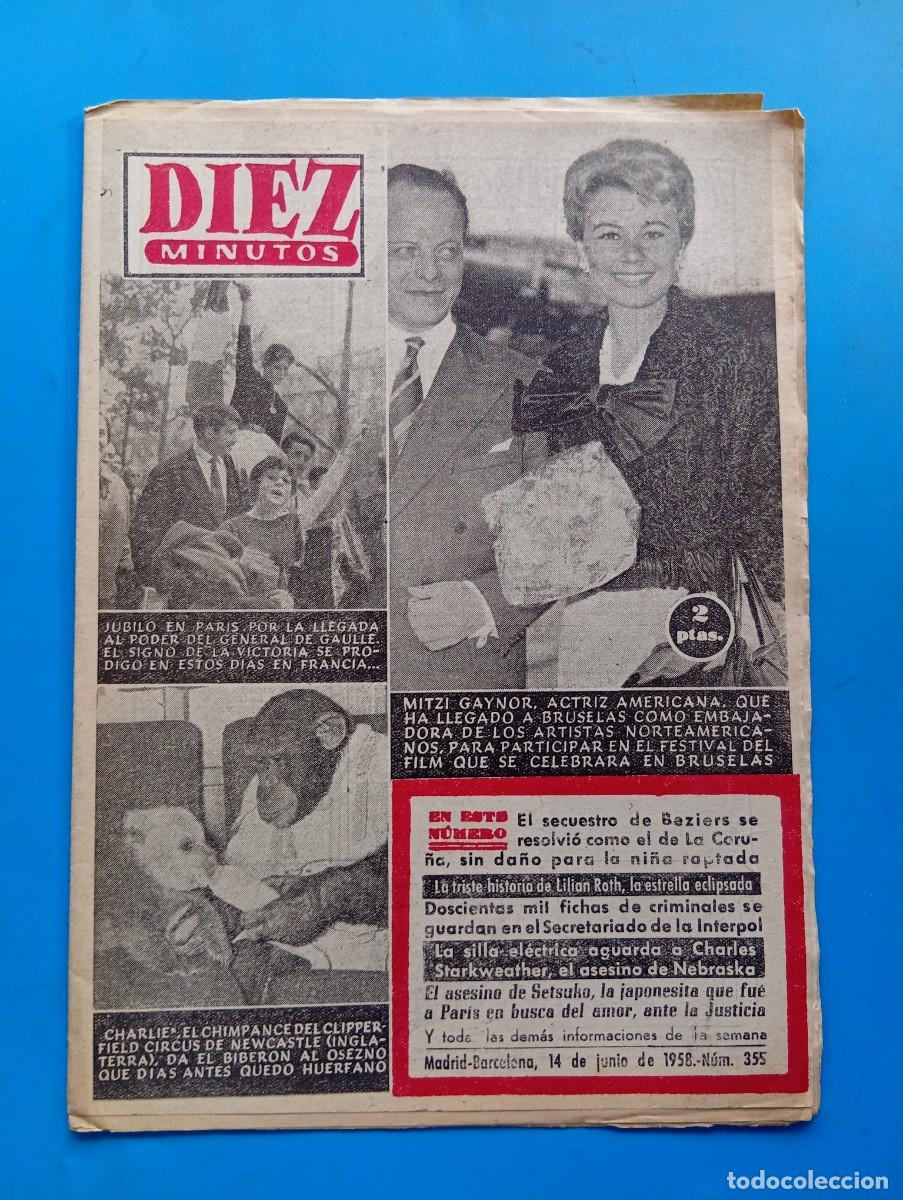 DIEZ
MINUTOS
JUBILO EN PARIS POR LA LLEGADA
AL PODER DEL GENERAL DE GAULLE.
EL SIGNO DE LA VICTORIA SE PRO-
DIGO EN ESTOS DIAS EN FRANCIA...
2
ptas.
MITZI GAYNOR, ACTRIZ AMERICANA, QUE
HA LLEGADO A BRUSELAS COMO EMBAJA-
DORA DE LOS ARTISTAS NORTEAMERICA-
NOS, PARA PARTICIPAR EN EL FESTIVAL DEL
FILM QUE SE CELEBRARA EN BRUSELAS
"CHARLIE", EL CHIMPANCE DEL CLIPPER-
FIELD CIRCUS DE NEWCASTLE (INGLA-
TERRA), DA EL BIBERON AL OSEZNO
QUE DIAS ANTES QUEDO HUERFANO
EN ESTE
NÚMERO
El secuestro de Beziers se
resolvió como el de La Coru-
ña, sin daño para la niña raptada
La triste historia de Lilian Roth, la estrella eclipsada
Doscientas mil fichas de criminales se
guardan en el Secretariado de la Interpol
La silla eléctrica aguarda a Charles
Starkweather, el asesino de Nebraska
El asesino de Setsuko, la japonesita que fué
a París en busca del amor, ante la Justicia
Y todas las demás informaciones de la semana
Madrid-Barcelona, 14 de junio de 1958.-Núm. 355
todocoleccion